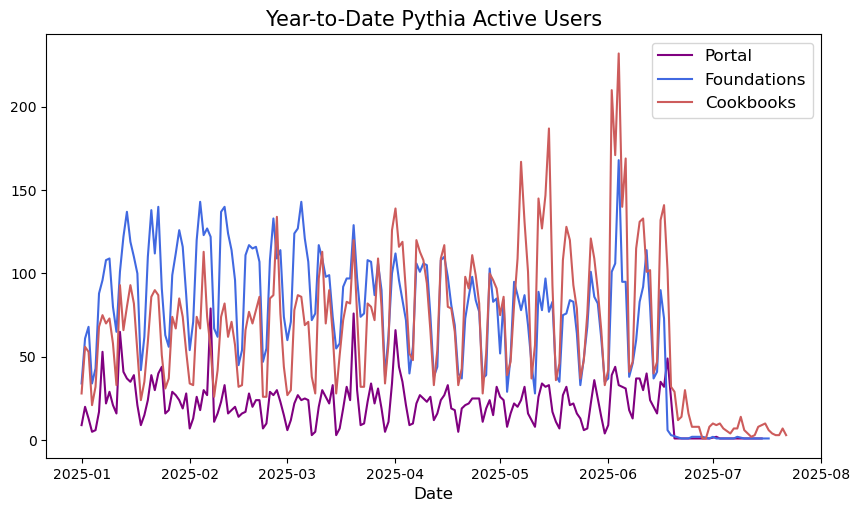 Year-to-Date Pythia Active Users
Portal
Foundations
Cookbooks
200
150
100
50
0
2025-01 2025-02 2025-03 2025-04 2025-05 2025-06 2025-07 2025-08
Date